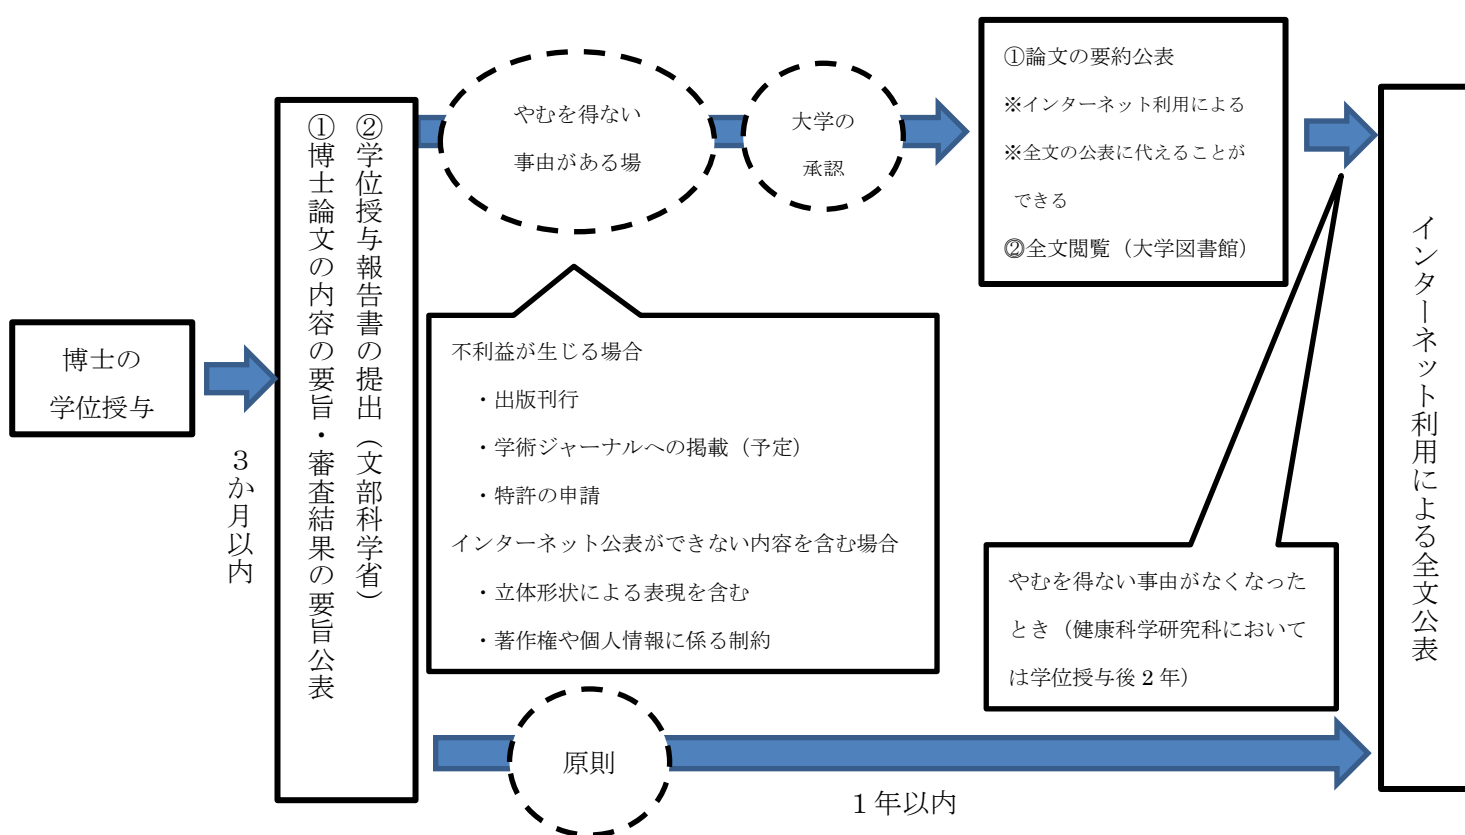 博士の
学位授与
3か月以内
②学位授与報告書の提出（文部科学省）
①博士論文の内容の要旨・審査結果の要旨公表
やむを得ない
事由がある場
大学の
承認
①論文の要約公表
※インターネット利用による
※全文の公表に代えることが
できる
②全文閲覧（大学図書館）
不利益が生じる場合
・出版刊行
・学術ジャーナルへの掲載（予定）
・特許の申請
インターネット公表ができない内容を含む場合
・立体形状による表現を含む
・著作権や個人情報に係る制約
やむを得ない事由がなくなった
とき（健康科学研究科において
は学位授与後2年）
原則
1年以内
インターネット利用による全文公表